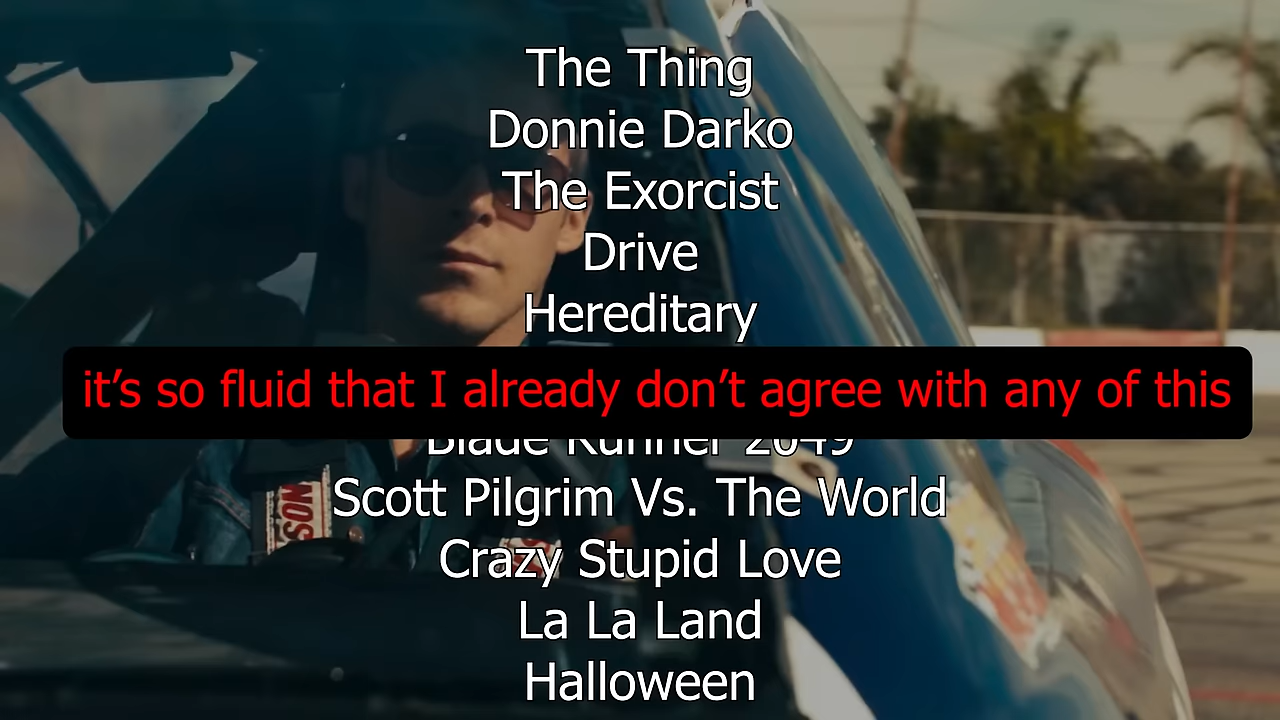 The Thing
Donnie Darko
The Exorcist
Drive
Hereditary
it’s so fluid that I already don’t agree with any of this
Blade Runner 2049
Scott Pilgrim Vs. The World
SON
Crazy Stupid Love
La La Land
Halloween